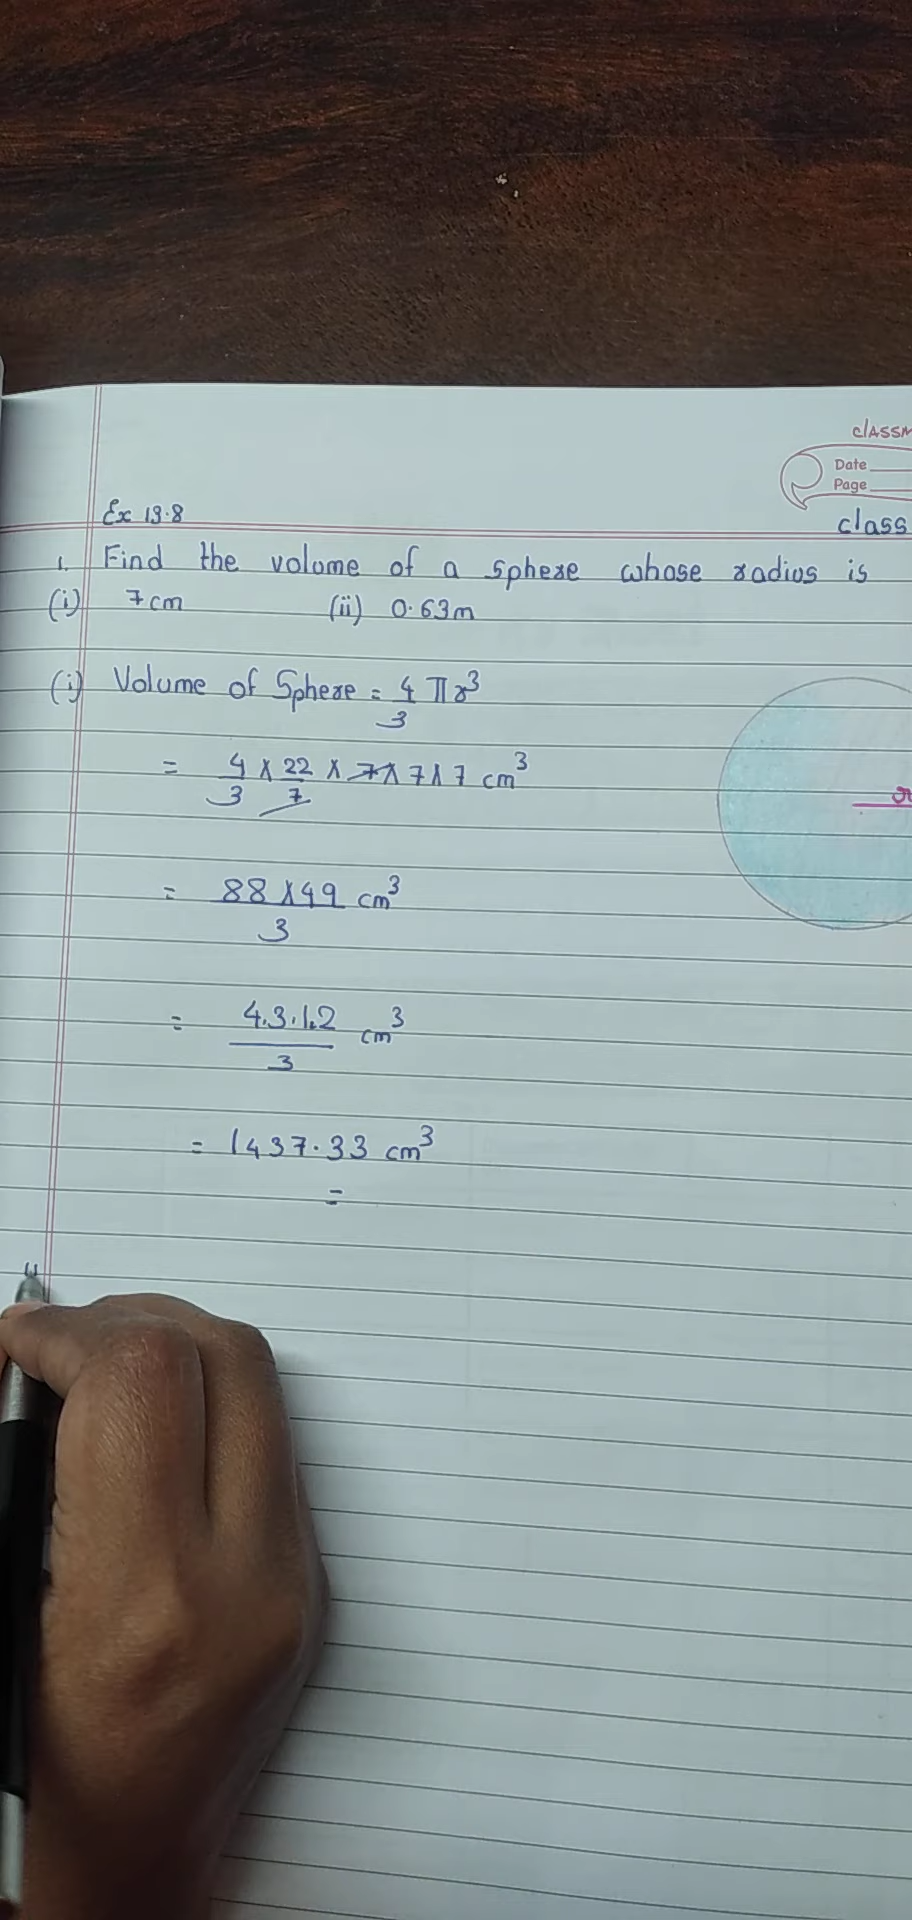 classm
Date
Page
Ex 13.8
class
1. Find the volume of a sphere whose radius is
(i) 7cm (ii) 0.63m
(i) Volume of Sphere = 4/3 πr³
= 4/3 x 22/7 x 7 x 7 x 7 cm³
r
= 88 x 49/3 cm³
= 4312/3 cm³
= 1437.33 cm³
=